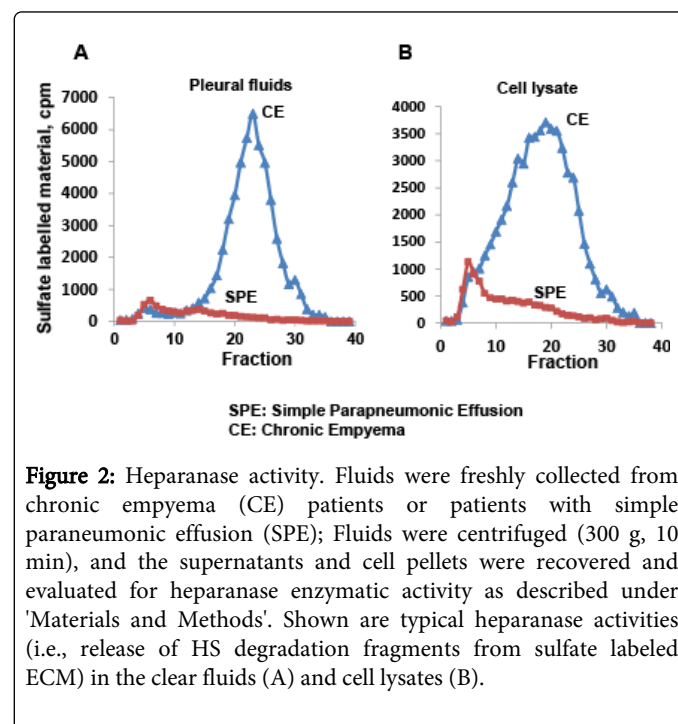 A
B
Pleural fluids
Cell lysate
Sulfate labelled material, cpm
7000
6000
5000
4000
3000
2000
1000
0
CE
SPE
0
10
20
30
40
Fraction
4000
3500
3000
2500
2000
1500
1000
500
0
CE
SPE
0
10
20
30
40
Fraction
SPE: Simple Parapneumonic Effusion
CE: Chronic Empyema
Figure 2: Heparanase activity. Fluids were freshly collected from
chronic empyema (CE) patients or patients with simple
paraneumonic effusion (SPE); Fluids were centrifuged (300 g, 10
min), and the supernatants and cell pellets were recovered and
evaluated for heparanase enzymatic activity as described under
'Materials and Methods'. Shown are typical heparanase activities
(i.e., release of HS degradation fragments from sulfate labeled
ECM) in the clear fluids (A) and cell lysates (B).